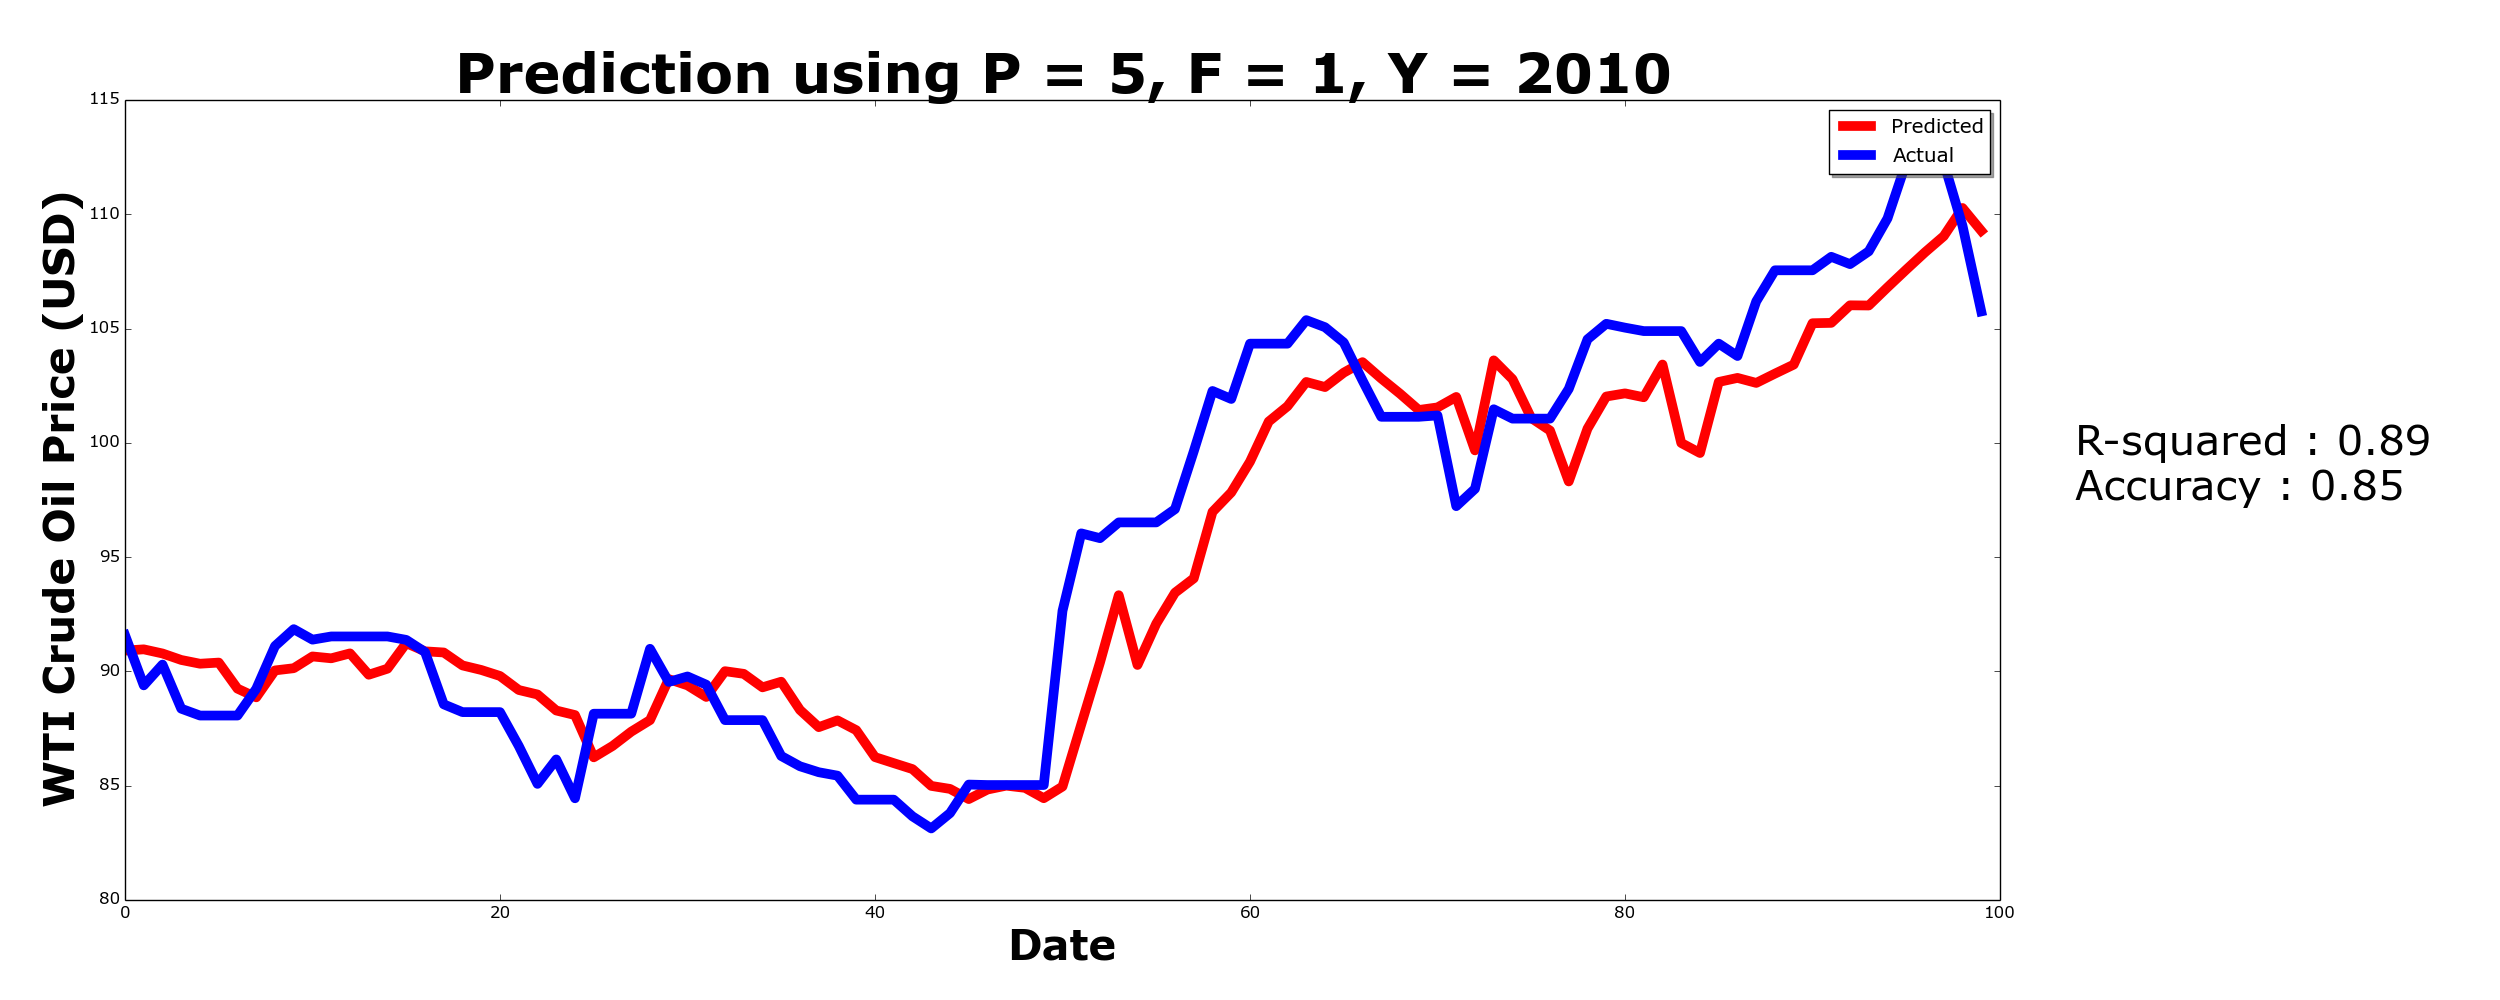 Prediction using P = 5, F = 1, Y = 2010
115
110
105
100
95
90
85
80
WTI Crude Oil Price (USD)
Predicted
Actual
R-squared : 0.89
Accuracy : 0.85
0 20 40 60 80 100
Date